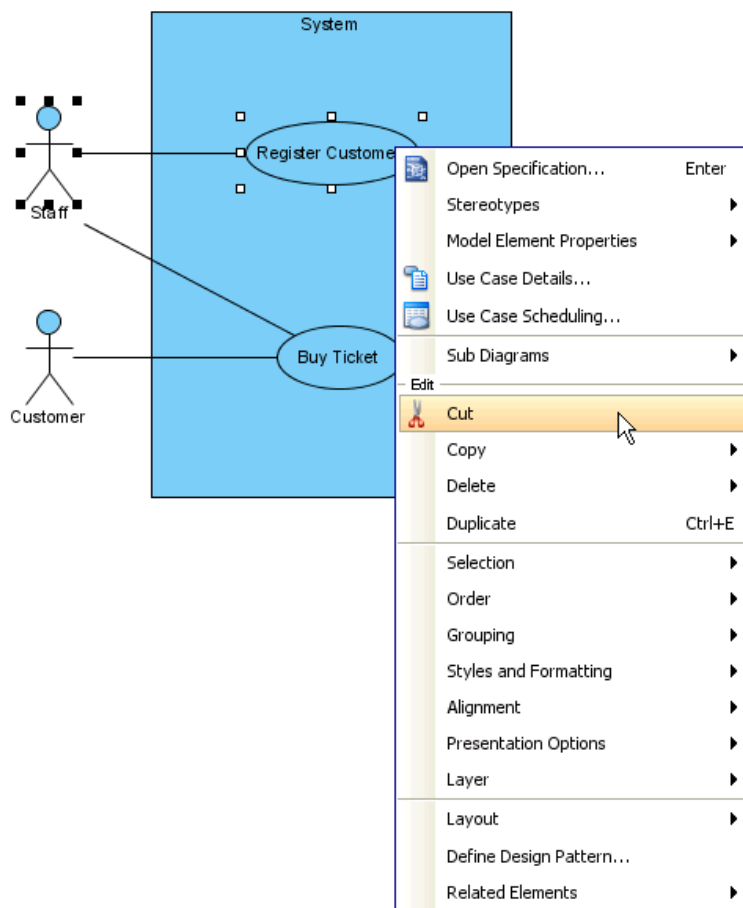 System
Register Custome
Staff
Buy Ticket
Customer
Open Specification... Enter
Stereotypes
Model Element Properties
Use Case Details...
Use Case Scheduling...
Sub Diagrams
Edit
Cut
Copy
Delete
Duplicate Ctrl+E
Selection
Order
Grouping
Styles and Formatting
Alignment
Presentation Options
Layer
Layout
Define Design Pattern...
Related Elements